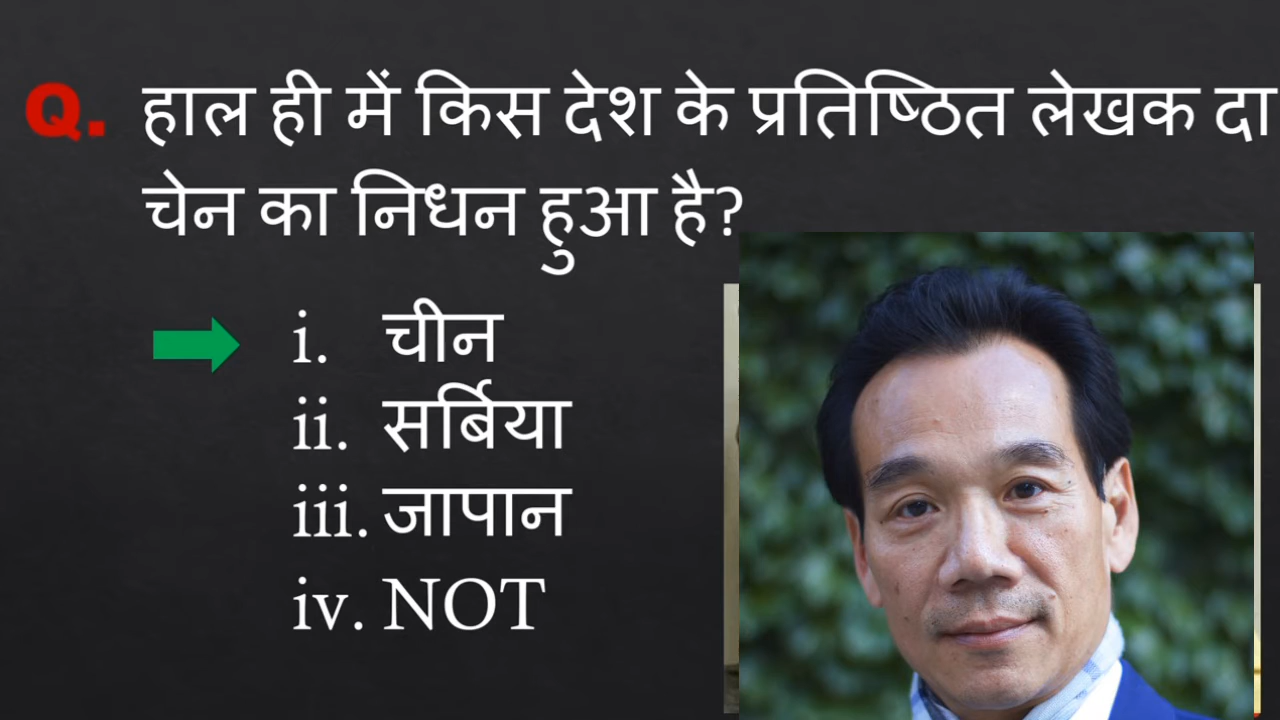 Q. हाल ही में किस देश के प्रतिष्ठित लेखक दा
चेन का निधन हुआ है?
i. चीन
ii. सर्बिया
iii. जापान
iv. NOT